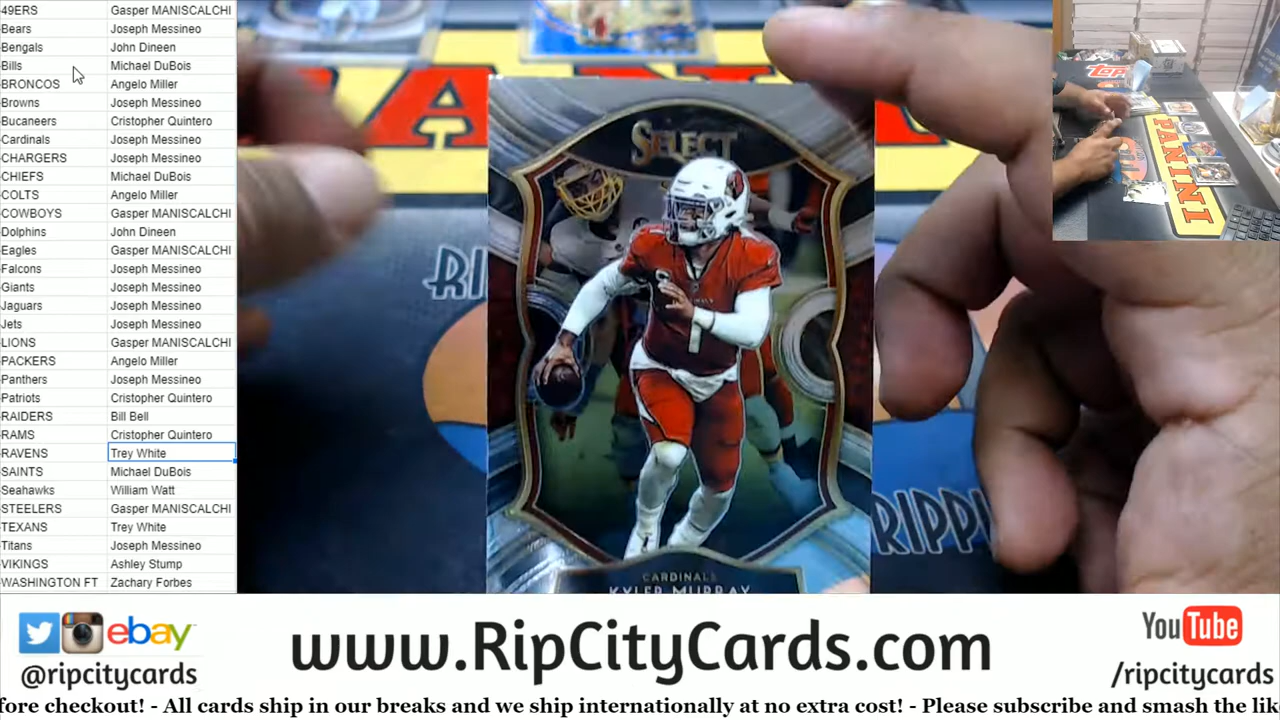 49ERS Gasper MANISCALCHI
Bears Joseph Messineo
Bengals John Dineen
Bills Michael DuBois
BRONCOS Angelo Miller
Browns Joseph Messineo
Bucaneers Cristopher Quintero
Cardinals Joseph Messineo
CHARGERS Joseph Messineo
CHIEFS Michael DuBois
COLTS Angelo Miller
COWBOYS Gasper MANISCALCHI
Dolphins John Dineen
Eagles Gasper MANISCALCHI
Falcons Joseph Messineo
Giants Joseph Messineo
Jaguars Joseph Messineo
Jets Joseph Messineo
LIONS Gasper MANISCALCHI
PACKERS Angelo Miller
Panthers Joseph Messineo
Patriots Cristopher Quintero
RAIDERS Bill Bell
RAMS Cristopher Quintero
RAVENS Trey White
SAINTS Michael DuBois
Seahawks William Watt
STEELERS Gasper MANISCALCHI
TEXANS Trey White
Titans Joseph Messineo
VIKINGS Ashley Stump
WASHINGTON FT Zachary Forbes
SELECT
1
CARDINALS
KYLER MURRAY
RI
RIPPI
PANINI
ebay
@ripcitycards
www.RipCityCards.com
YouTube
/ripcitycards
fore checkout! - All cards ship in our breaks and we ship internationally at no extra cost! - Please subscribe and smash the lik